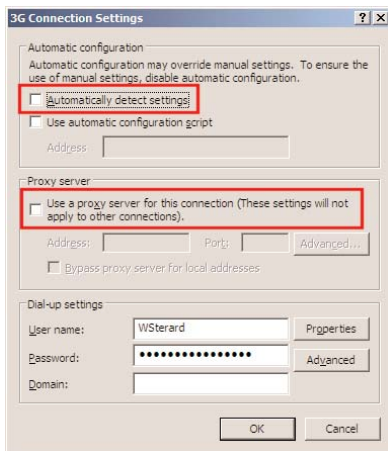 3G Connection Settings
Automatic configuration
Automatic configuration may override manual settings. To ensure the
use of manual settings, disable automatic configuration.
Automatically detect settings
Use automatic configuration script
Address
Proxy server
Use a proxy server for this connection (These settings will not
apply to other connections).
Address: Port: Advanced...
Bypass proxy server for local addresses
Dial-up settings
User name: WSterard Properties
Password: •••••••••••••••• Advanced
Domain:
OK Cancel